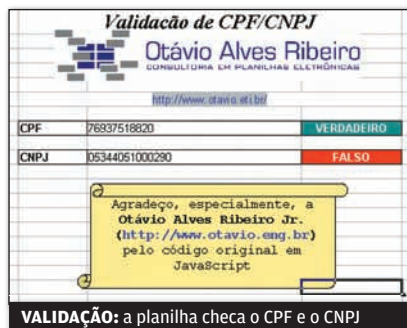 Validação de CPF/CNPJ
Otávio Alves Ribeiro
CONSULTORIA EM PLANILHAS ELETRÔNICAS
http://www.otavio.eti.br/
CPF 76937518820 VERDADEIRO
CNPJ 05344051000290 FALSO
Agradeço, especialmente, a
Otávio Alves Ribeiro Jr.
(http://www.otavio.eng.br)
pelo código original em
JavaScript
VALIDAÇÃO: a planilha checa o CPF e o CNPJ